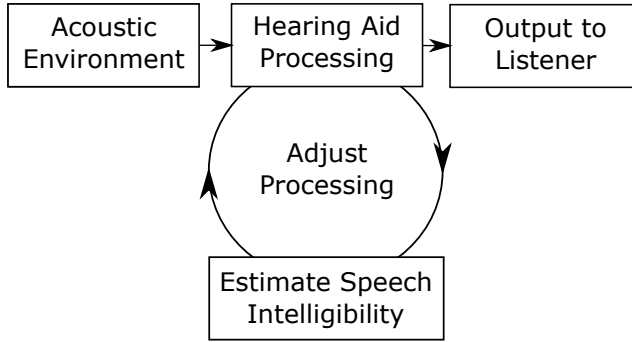 Acoustic
Environment
Hearing Aid
Processing
Output to
Listener
Adjust
Processing
Estimate Speech
Intelligibility